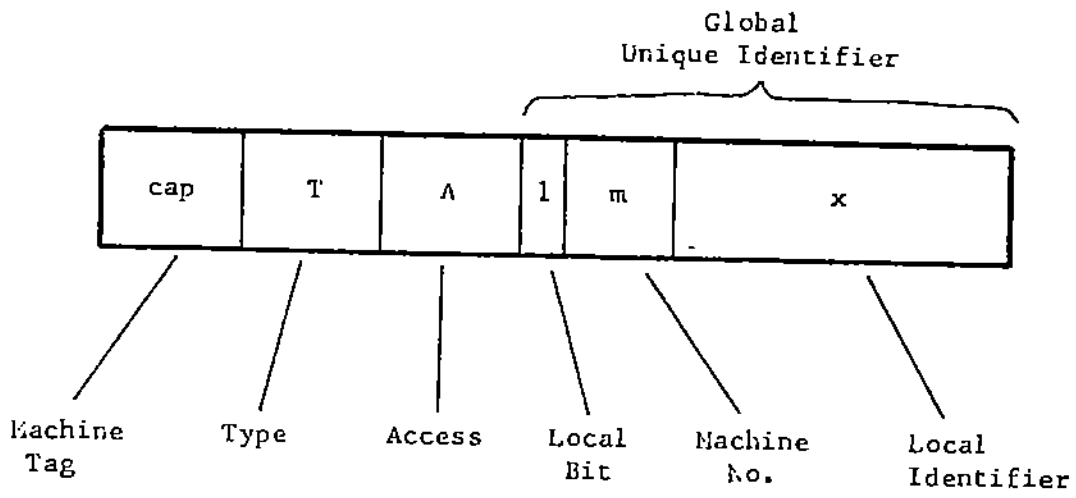 Global
Unique Identifier
cap T A l m x
Machine Type Access Local Machine Local
Tag Bit No. Identifier